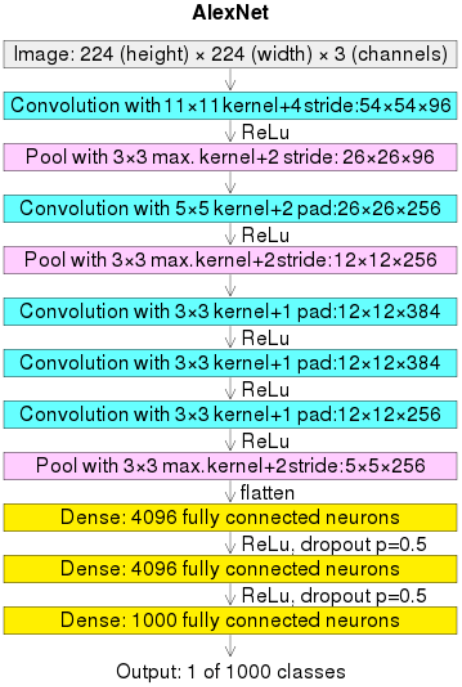 AlexNet
Image: 224 (height) × 224 (width) × 3 (channels)
Convolution with 11×11 kernel+4 stride:54×54×96
ReLu
Pool with 3×3 max. kernel+2 stride: 26×26×96
Convolution with 5×5 kernel+2 pad:26×26×256
ReLu
Pool with 3×3 max.kernel+2stride:12×12×256
Convolution with 3×3 kernel+1 pad:12×12×384
ReLu
Convolution with 3×3 kernel+1 pad:12×12×384
ReLu
Convolution with 3×3 kernel+1 pad:12×12×256
ReLu
Pool with 3×3 max.kernel+2stride:5×5×256
flatten
Dense: 4096 fully connected neurons
ReLu, dropout p=0.5
Dense: 4096 fully connected neurons
ReLu, dropout p=0.5
Dense: 1000 fully connected neurons
Output: 1 of 1000 classes